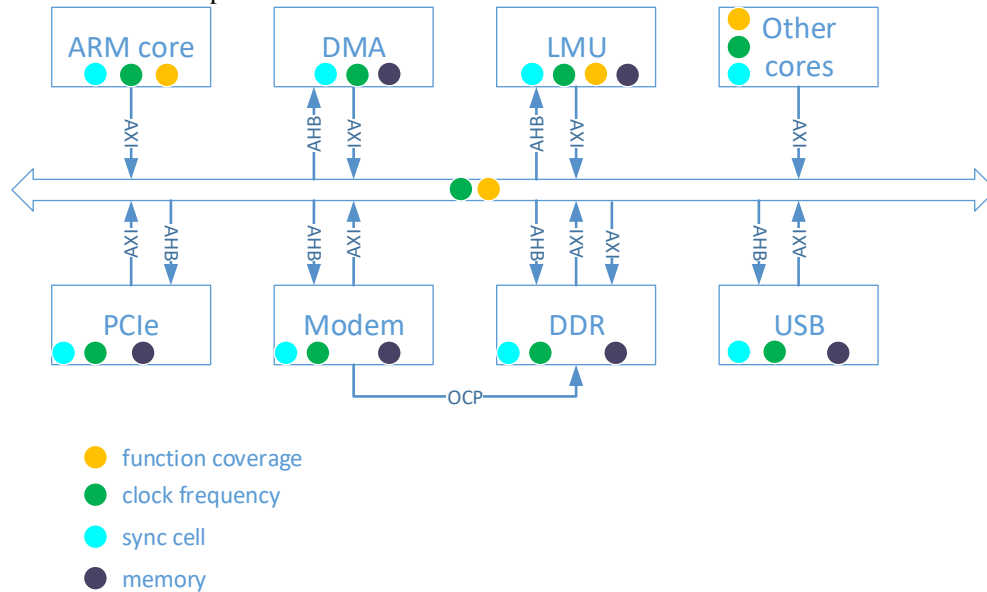 ARM core
DMA
LMU
Other
cores
AXI
AHB
AXI
AHB
AXI
AXI
AXI
AHB
AHB
AXI
AHB
AXI
AXI
AHB
AXI
PCIe
Modem
DDR
USB
OCP
function coverage
clock frequency
sync cell
memory